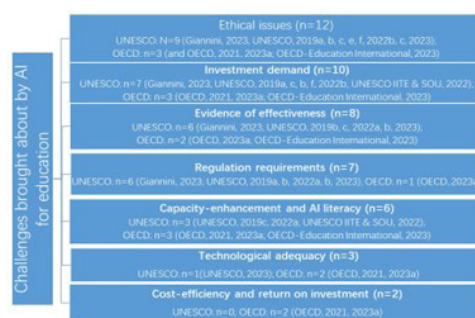 Challenges brought about by AI
for education
Ethical issues (n=12)
UNESCO: N=9 (Giannini, 2023, UNESCO, 2019a, b, c, e, f, 2022b, c, 2023);
OECD: n=3 (and OECD, 2021, 2023a, OECD-Education International, 2023)
Investment demand (n=10)
UNESCO: n=7 (Giannini, 2023, UNESCO, 2019a, c, b, f, 2022b, UNESCO IITE & SOU, 2022);
OECD: n=3 (OECD, 2021, 2023a, OECD-Education International, 2023)
Evidence of effectiveness (n=8)
UNESCO: n=6 (Giannini, 2023, UNESCO, 2019b, c, 2022a, b, 2023);
OECD: n=2 (OECD, 2023a, OECD-Education International, 2023)
Regulation requirements (n=7)
UNESCO: n=6 (Giannini, 2023, UNESCO, 2019a, b, 2022a, b, 2023), OECD: n=1 (OECD, 2023a)
Capacity-enhancement and AI literacy (n=6)
UNESCO: n=3 (UNESCO, 2019c, 2022a, UNESCO IITE & SOU, 2022);
OECD: n=3 (OECD, 2021, 2023a, OECD-Education International, 2023)
Technological adequacy (n=3)
UNESCO: n=1(UNESCO, 2023); OECD: n=2 (OECD, 2021, 2023a)
Cost-efficiency and return on investment (n=2)
UNESCO: n=0, OECD: n=2 (OECD, 2021, 2023a)